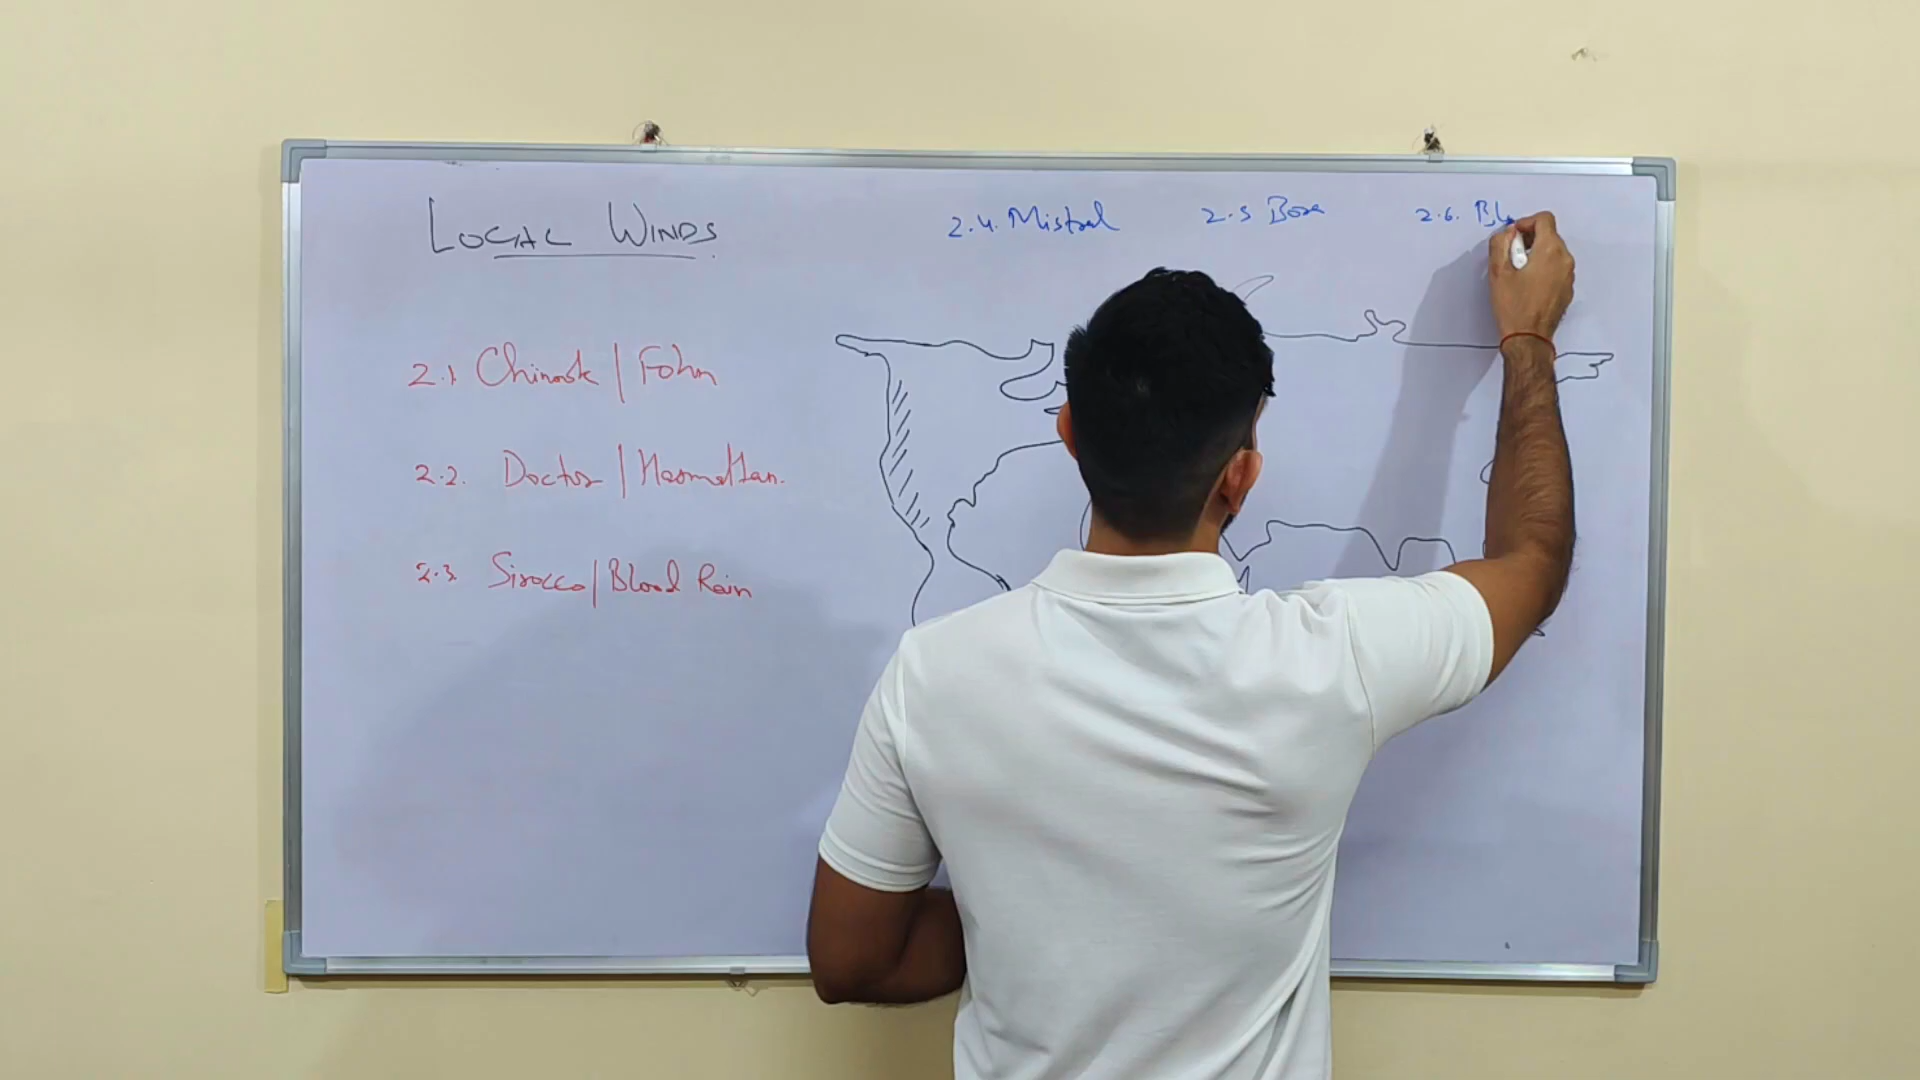 LOCAL WINDS
2.4. Mistral 2.5 Bora 2.6. Bl
2.1 Chinook | Fohn
2.2. Doctor | Harmattan.
2.3. Sirocco | Blood Rain